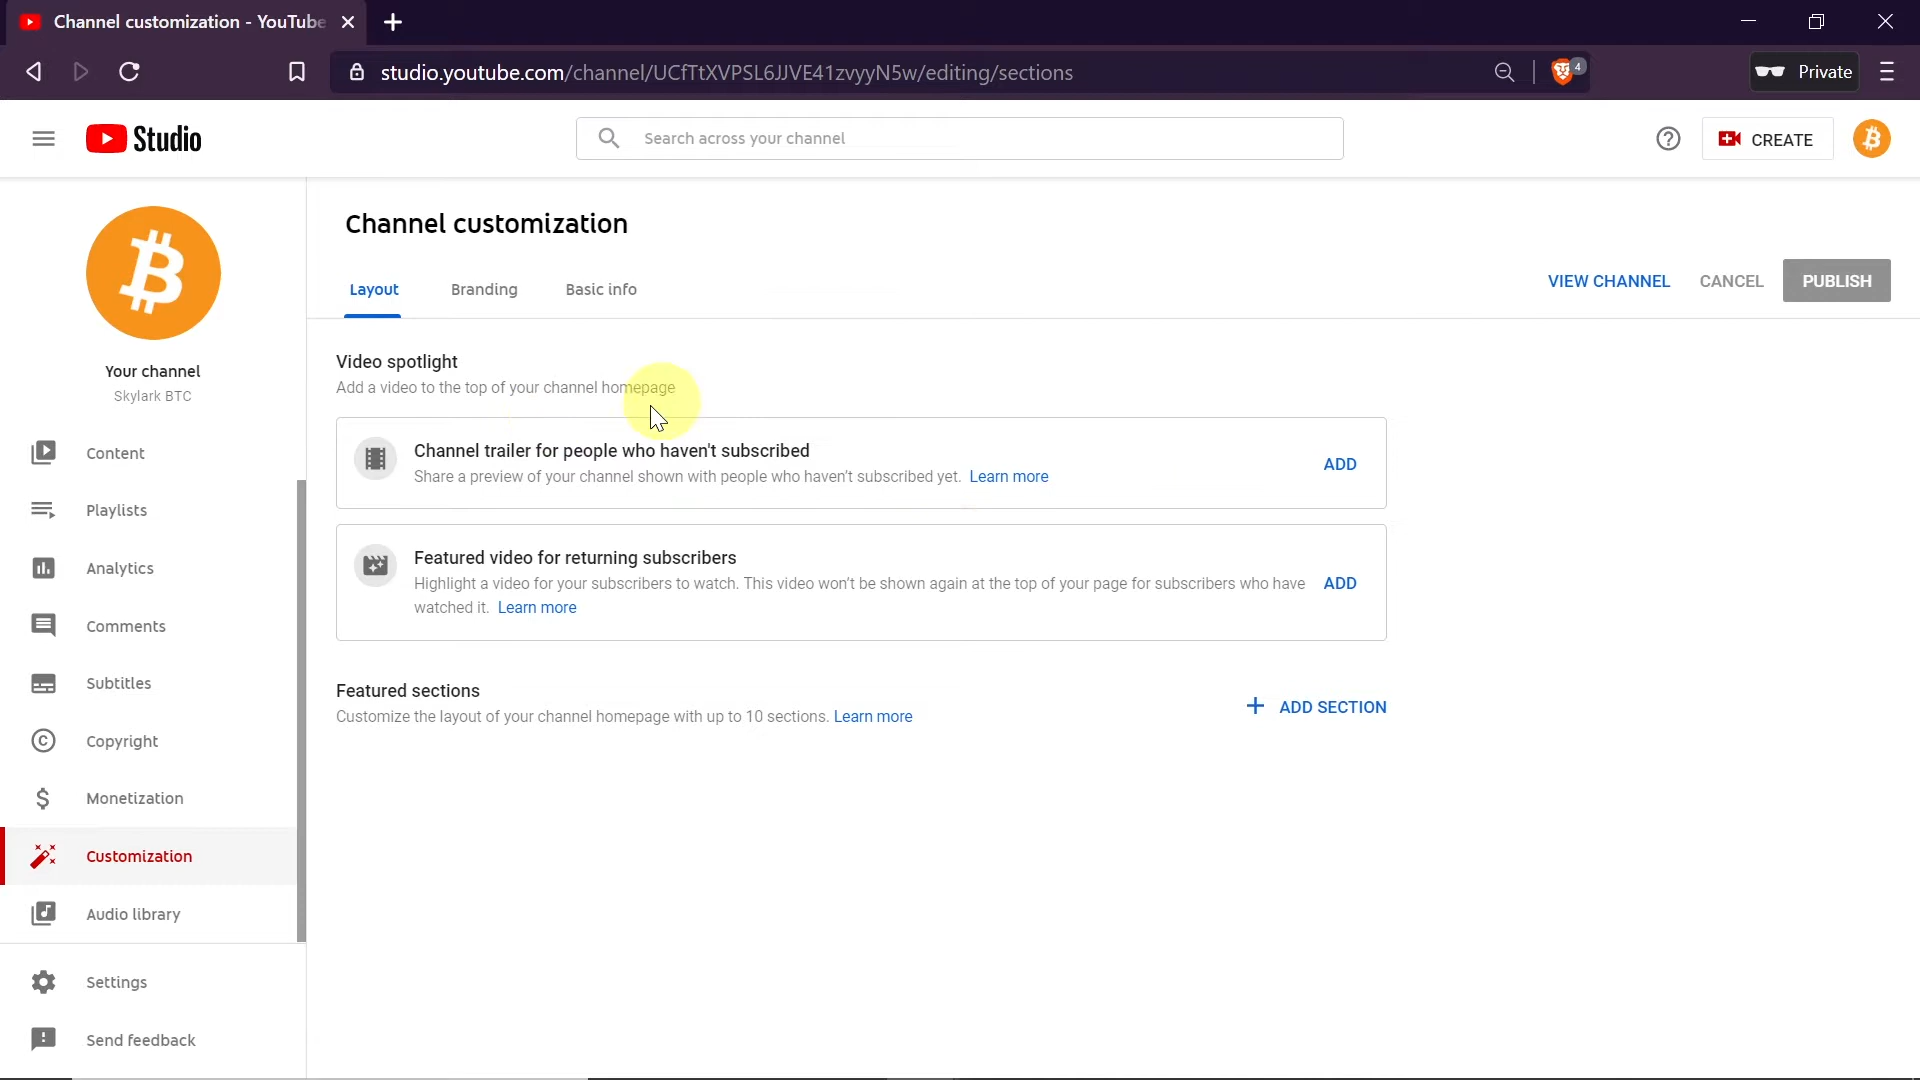 Channel customization - YouTube
studio.youtube.com/channel/UCfTtXVPSL6JJVE41zvyyN5w/editing/sections
4
Private
Studio
Search across your channel
CREATE
Your channel
Skylark BTC
Content
Playlists
Analytics
Comments
Subtitles
Copyright
Monetization
Customization
Audio library
Settings
Send feedback
Channel customization
Layout
Branding
Basic info
VIEW CHANNEL
CANCEL
PUBLISH
Video spotlight
Add a video to the top of your channel homepage
Channel trailer for people who haven't subscribed
Share a preview of your channel shown with people who haven't subscribed yet. Learn more
ADD
Featured video for returning subscribers
Highlight a video for your subscribers to watch. This video won't be shown again at the top of your page for subscribers who have
watched it. Learn more
ADD
Featured sections
Customize the layout of your channel homepage with up to 10 sections. Learn more
ADD SECTION